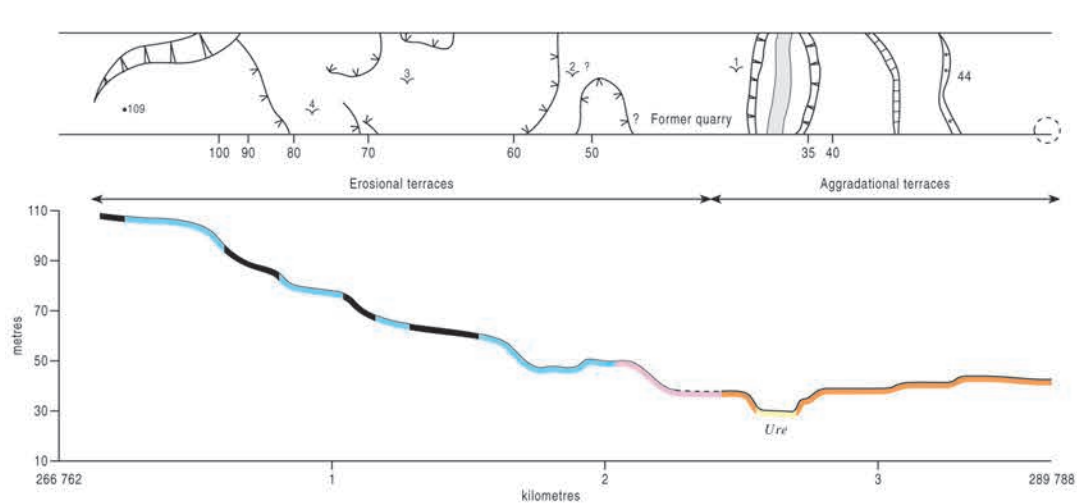 1
2 ?
3
44
4
109
? Former quarry
100 90 80 70 60 50 35 40
Erosional terraces Aggradational terraces
110
90
70
metres
50
30
Ure
10
266 762 1 2 3 289 788
kilometres